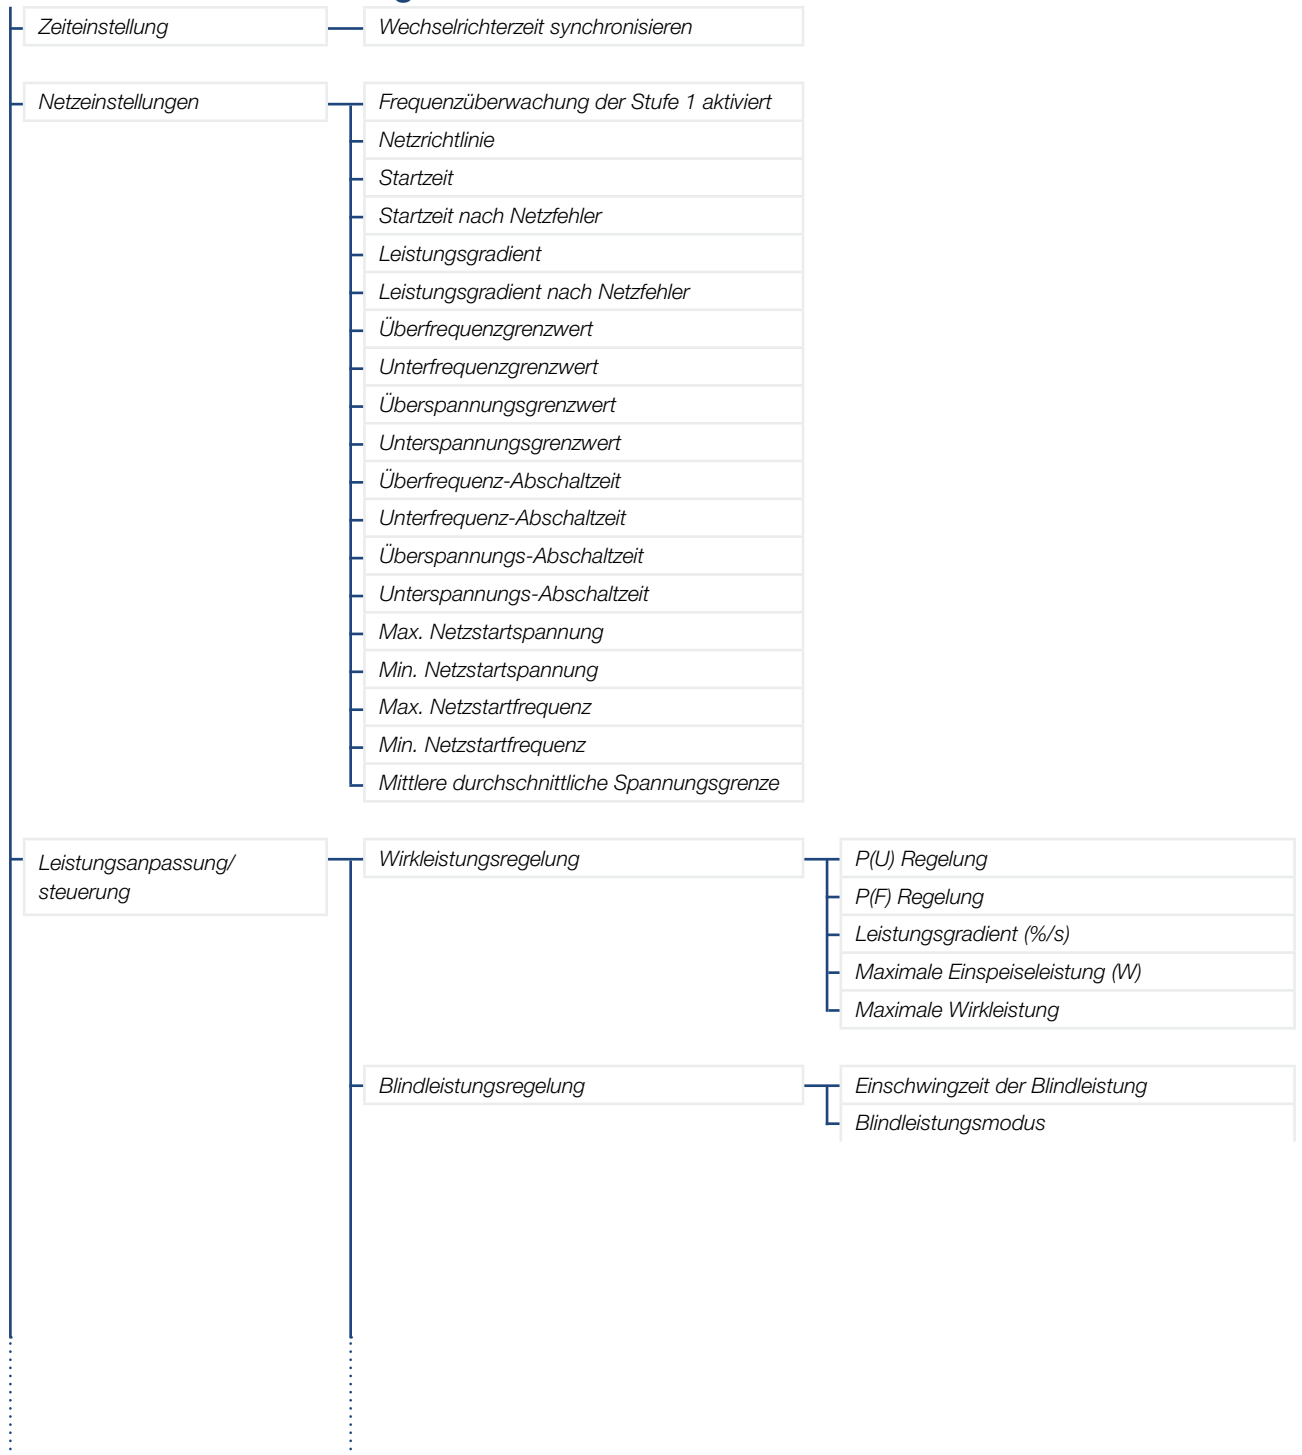 Zeiteinstellung
Wechselrichterzeit synchronisieren
Netzeinstellungen
Frequenzüberwachung der Stufe 1 aktiviert
Netzrichtlinie
Startzeit
Startzeit nach Netzfehler
Leistungsgradient
Leistungsgradient nach Netzfehler
Überfrequenzgrenzwert
Unterfrequenzgrenzwert
Überspannungsgrenzwert
Unterspannungsgrenzwert
Überfrequenz-Abschaltzeit
Unterfrequenz-Abschaltzeit
Überspannungs-Abschaltzeit
Unterspannungs-Abschaltzeit
Max. Netzstartspannung
Min. Netzstartspannung
Max. Netzstartfrequenz
Min. Netzstartfrequenz
Mittlere durchschnittliche Spannungsgrenze
Leistungsanpassung/
steuerung
Wirkleistungsregelung
P(U) Regelung
P(F) Regelung
Leistungsgradient (%/s)
Maximale Einspeiseleistung (W)
Maximale Wirkleistung
Blindleistungsregelung
Einschwingzeit der Blindleistung
Blindleistungsmodus